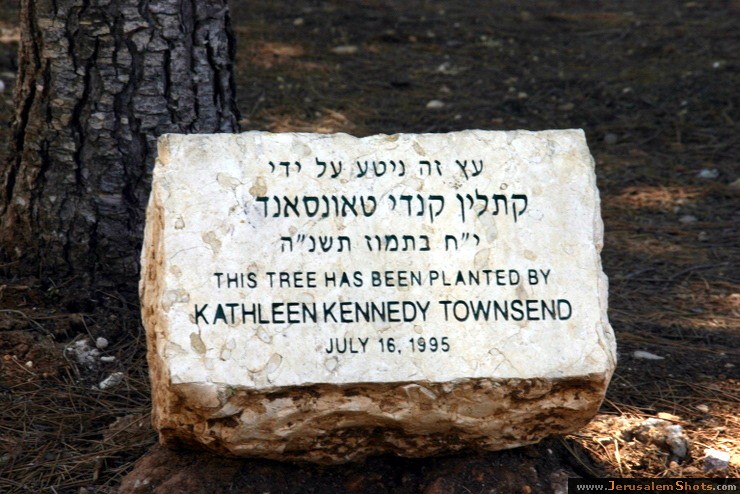 עץ זה ניטע על ידי
קתלין קנדי טאונסאנד
י״ח בתמוז תשנ״ה
THIS TREE HAS BEEN PLANTED BY
KATHLEEN KENNEDY TOWNSEND
JULY 16, 1995
www.JerusalemShots.com